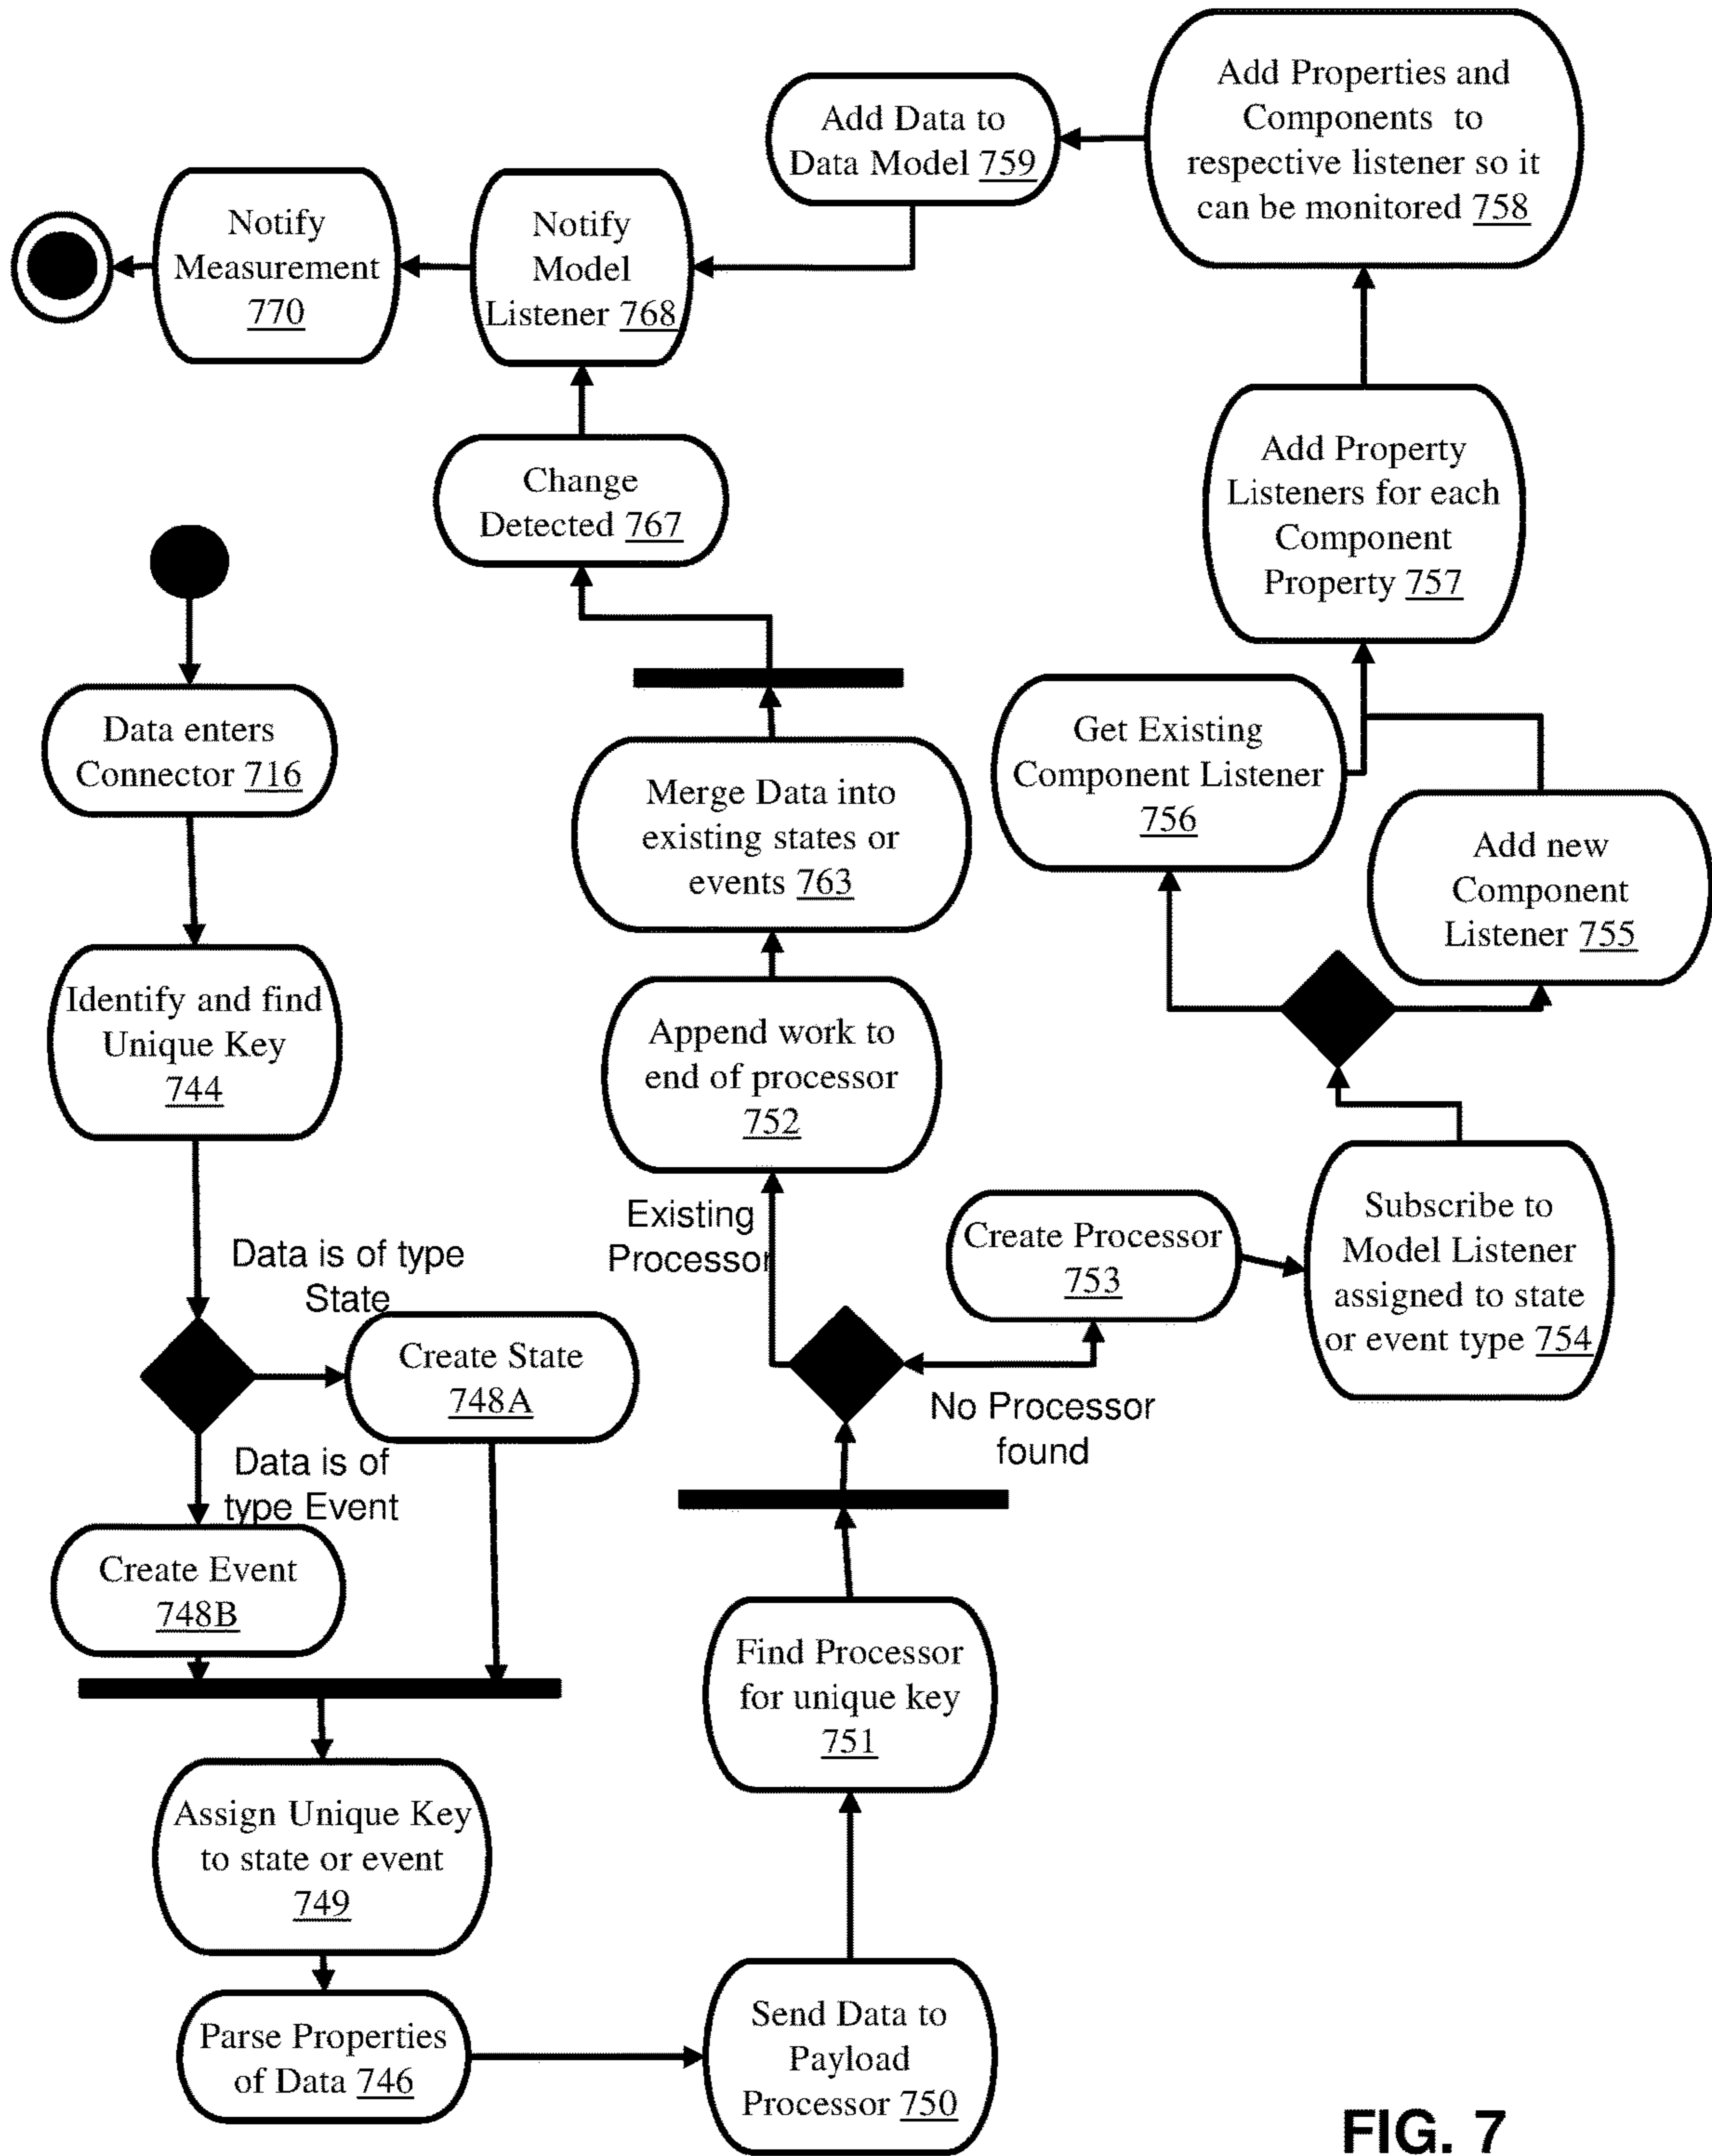 Add Properties and
Components to
respective listener so it
can be monitored 758
Add Data to
Data Model 759
Notify
Model
Listener 768
Notify
Measurement
770
Change
Detected 767
Add Property
Listeners for each
Component
Property 757
Data enters
Connector 716
Get Existing
Component Listener
756
Merge Data into
existing states or
events 763
Add new
Component
Listener 755
Identify and find
Unique Key
744
Append work to
end of processor
752
Existing
Processor
Create Processor
753
Subscribe to
Model Listener
assigned to state
or event type 754
Data is of type
State
Create State
748A
No Processor
found
Data is of
type Event
Create Event
748B
Find Processor
for unique key
751
Assign Unique Key
to state or event
749
Parse Properties
of Data 746
Send Data to
Payload
Processor 750
FIG. 7